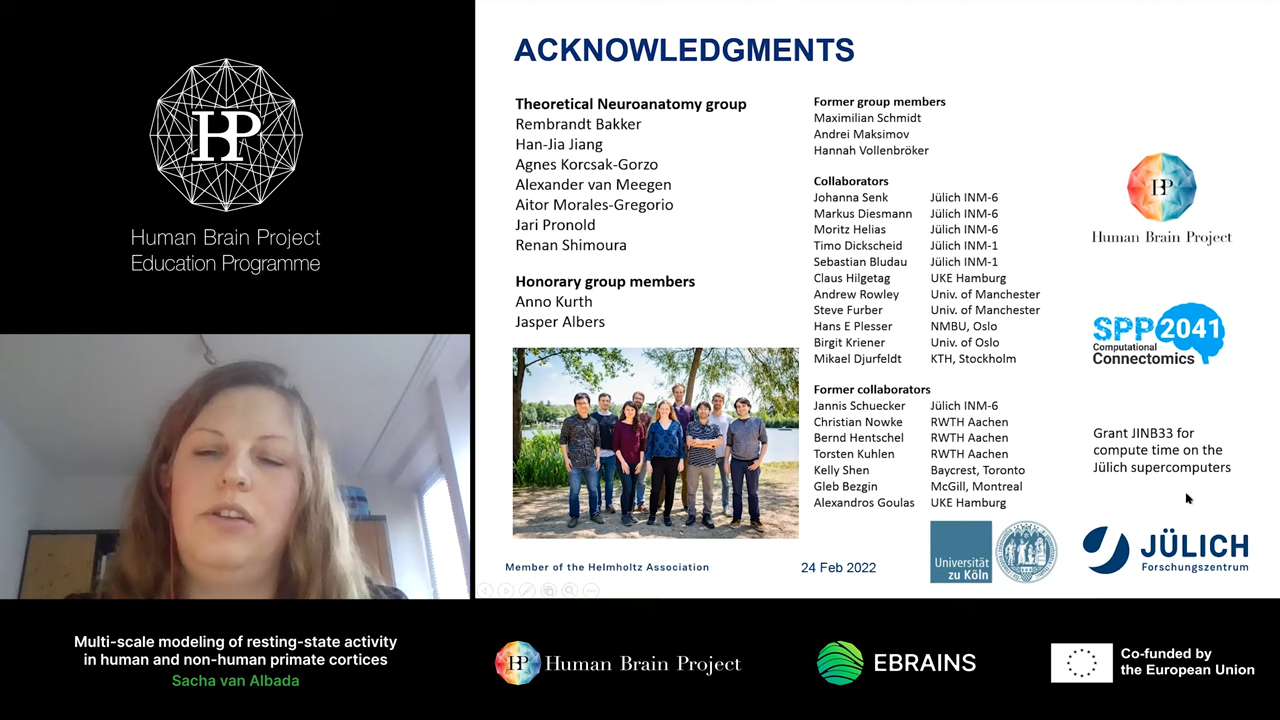 HP
Human Brain Project
Education Programme
ACKNOWLEDGMENTS
Theoretical Neuroanatomy group
Rembrandt Bakker
Han-Jia Jiang
Agnes Korcsak-Gorzo
Alexander van Meegen
Aitor Morales-Gregorio
Jari Pronold
Renan Shimoura
Honorary group members
Anno Kurth
Jasper Albers
Former group members
Maximilian Schmidt
Andrei Maksimov
Hannah Vollenbröker
Collaborators
Johanna Senk Jülich INM-6
Markus Diesmann Jülich INM-6
Moritz Helias Jülich INM-6
Timo Dickscheid Jülich INM-1
Sebastian Bludau Jülich INM-1
Claus Hilgetag UKE Hamburg
Andrew Rowley Univ. of Manchester
Steve Furber Univ. of Manchester
Hans E Plesser NMBU, Oslo
Birgit Kriener Univ. of Oslo
Mikael Djurfeldt KTH, Stockholm
Former collaborators
Jannis Schuecker Jülich INM-6
Christian Nowke RWTH Aachen
Bernd Hentschel RWTH Aachen
Torsten Kuhlen RWTH Aachen
Kelly Shen Baycrest, Toronto
Gleb Bezgin McGill, Montreal
Alexandros Goulas UKE Hamburg
HP
Human Brain Project
SPP 2041
Computational
Connectomics
Grant JINB33 for
compute time on the
Jülich supercomputers
Member of the Helmholtz Association
24 Feb 2022
Universität
zu Köln
JÜLICH
Forschungszentrum
Multi-scale modeling of resting-state activity
in human and non-human primate cortices
Sacha van Albada
HP Human Brain Project
EBRAINS
Co-funded by
the European Union